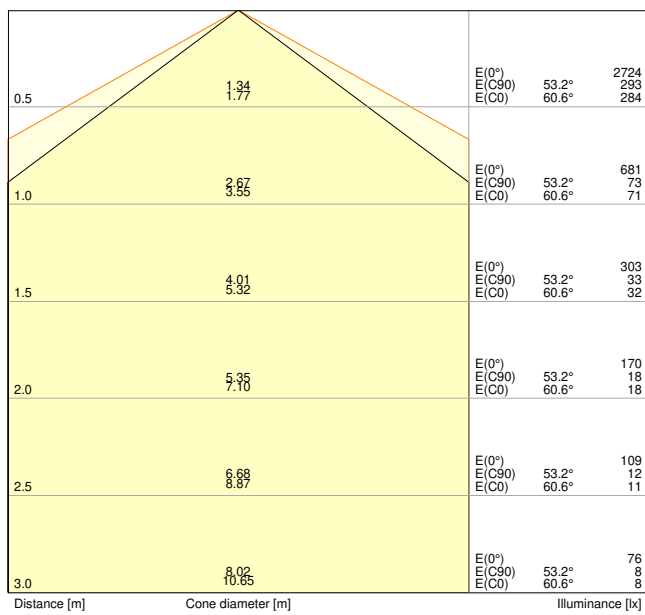 E(0°) 2724
1.34 E(C90) 53.2° 293
0.5 1.77 E(C0) 60.6° 284
E(0°) 681
2.67 E(C90) 53.2° 73
1.0 3.55 E(C0) 60.6° 71
E(0°) 303
4.01 E(C90) 53.2° 33
1.5 5.32 E(C0) 60.6° 32
E(0°) 170
5.35 E(C90) 53.2° 18
2.0 7.10 E(C0) 60.6° 18
E(0°) 109
6.68 E(C90) 53.2° 12
2.5 8.87 E(C0) 60.6° 11
E(0°) 76
8.02 E(C90) 53.2° 8
3.0 10.65 E(C0) 60.6° 8
Distance [m] Cone diameter [m] Illuminance [lx]